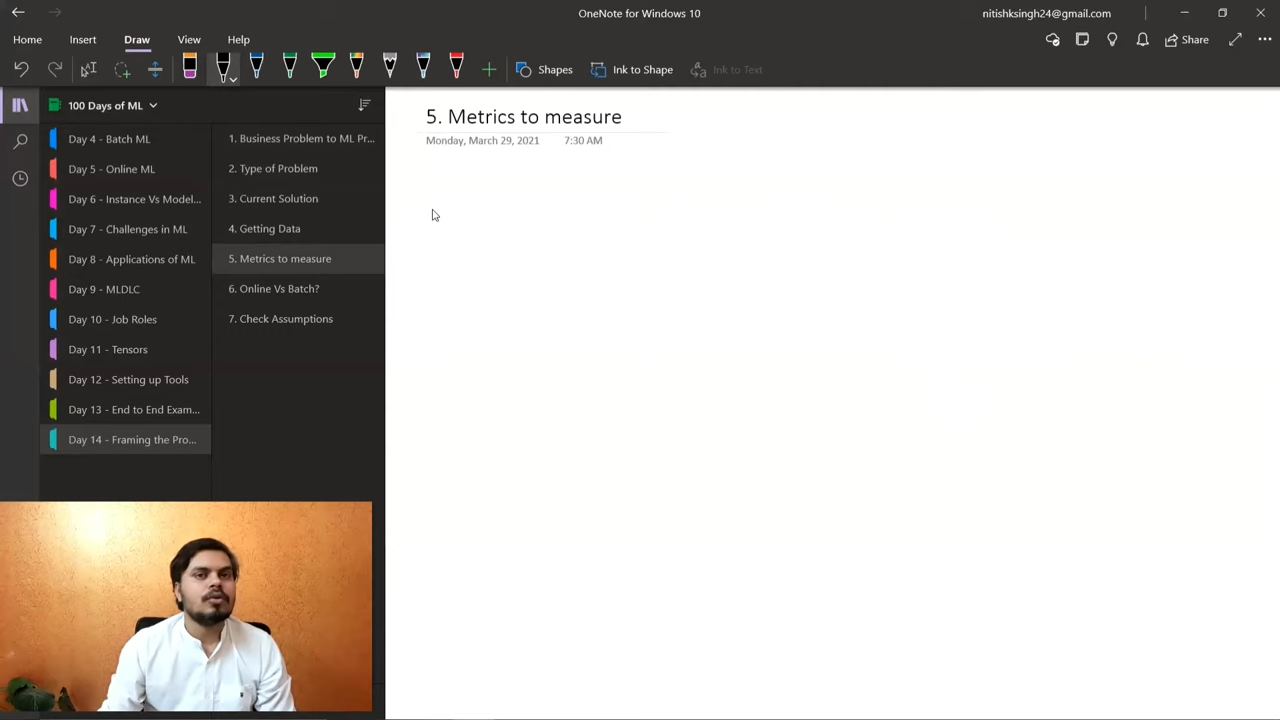 OneNote for Windows 10
nitishksingh24@gmail.com
Home
Insert
Draw
View
Help
Share
Shapes
Ink to Shape
Ink to Text
100 Days of ML
Day 4 - Batch ML
Day 5 - Online ML
Day 6 - Instance Vs Model...
Day 7 - Challenges in ML
Day 8 - Applications of ML
Day 9 - MLDLC
Day 10 - Job Roles
Day 11 - Tensors
Day 12 - Setting up Tools
Day 13 - End to End Exam...
Day 14 - Framing the Pro...
1. Business Problem to ML Pr...
2. Type of Problem
3. Current Solution
4. Getting Data
5. Metrics to measure
6. Online Vs Batch?
7. Check Assumptions
5. Metrics to measure
Monday, March 29, 2021
7:30 AM